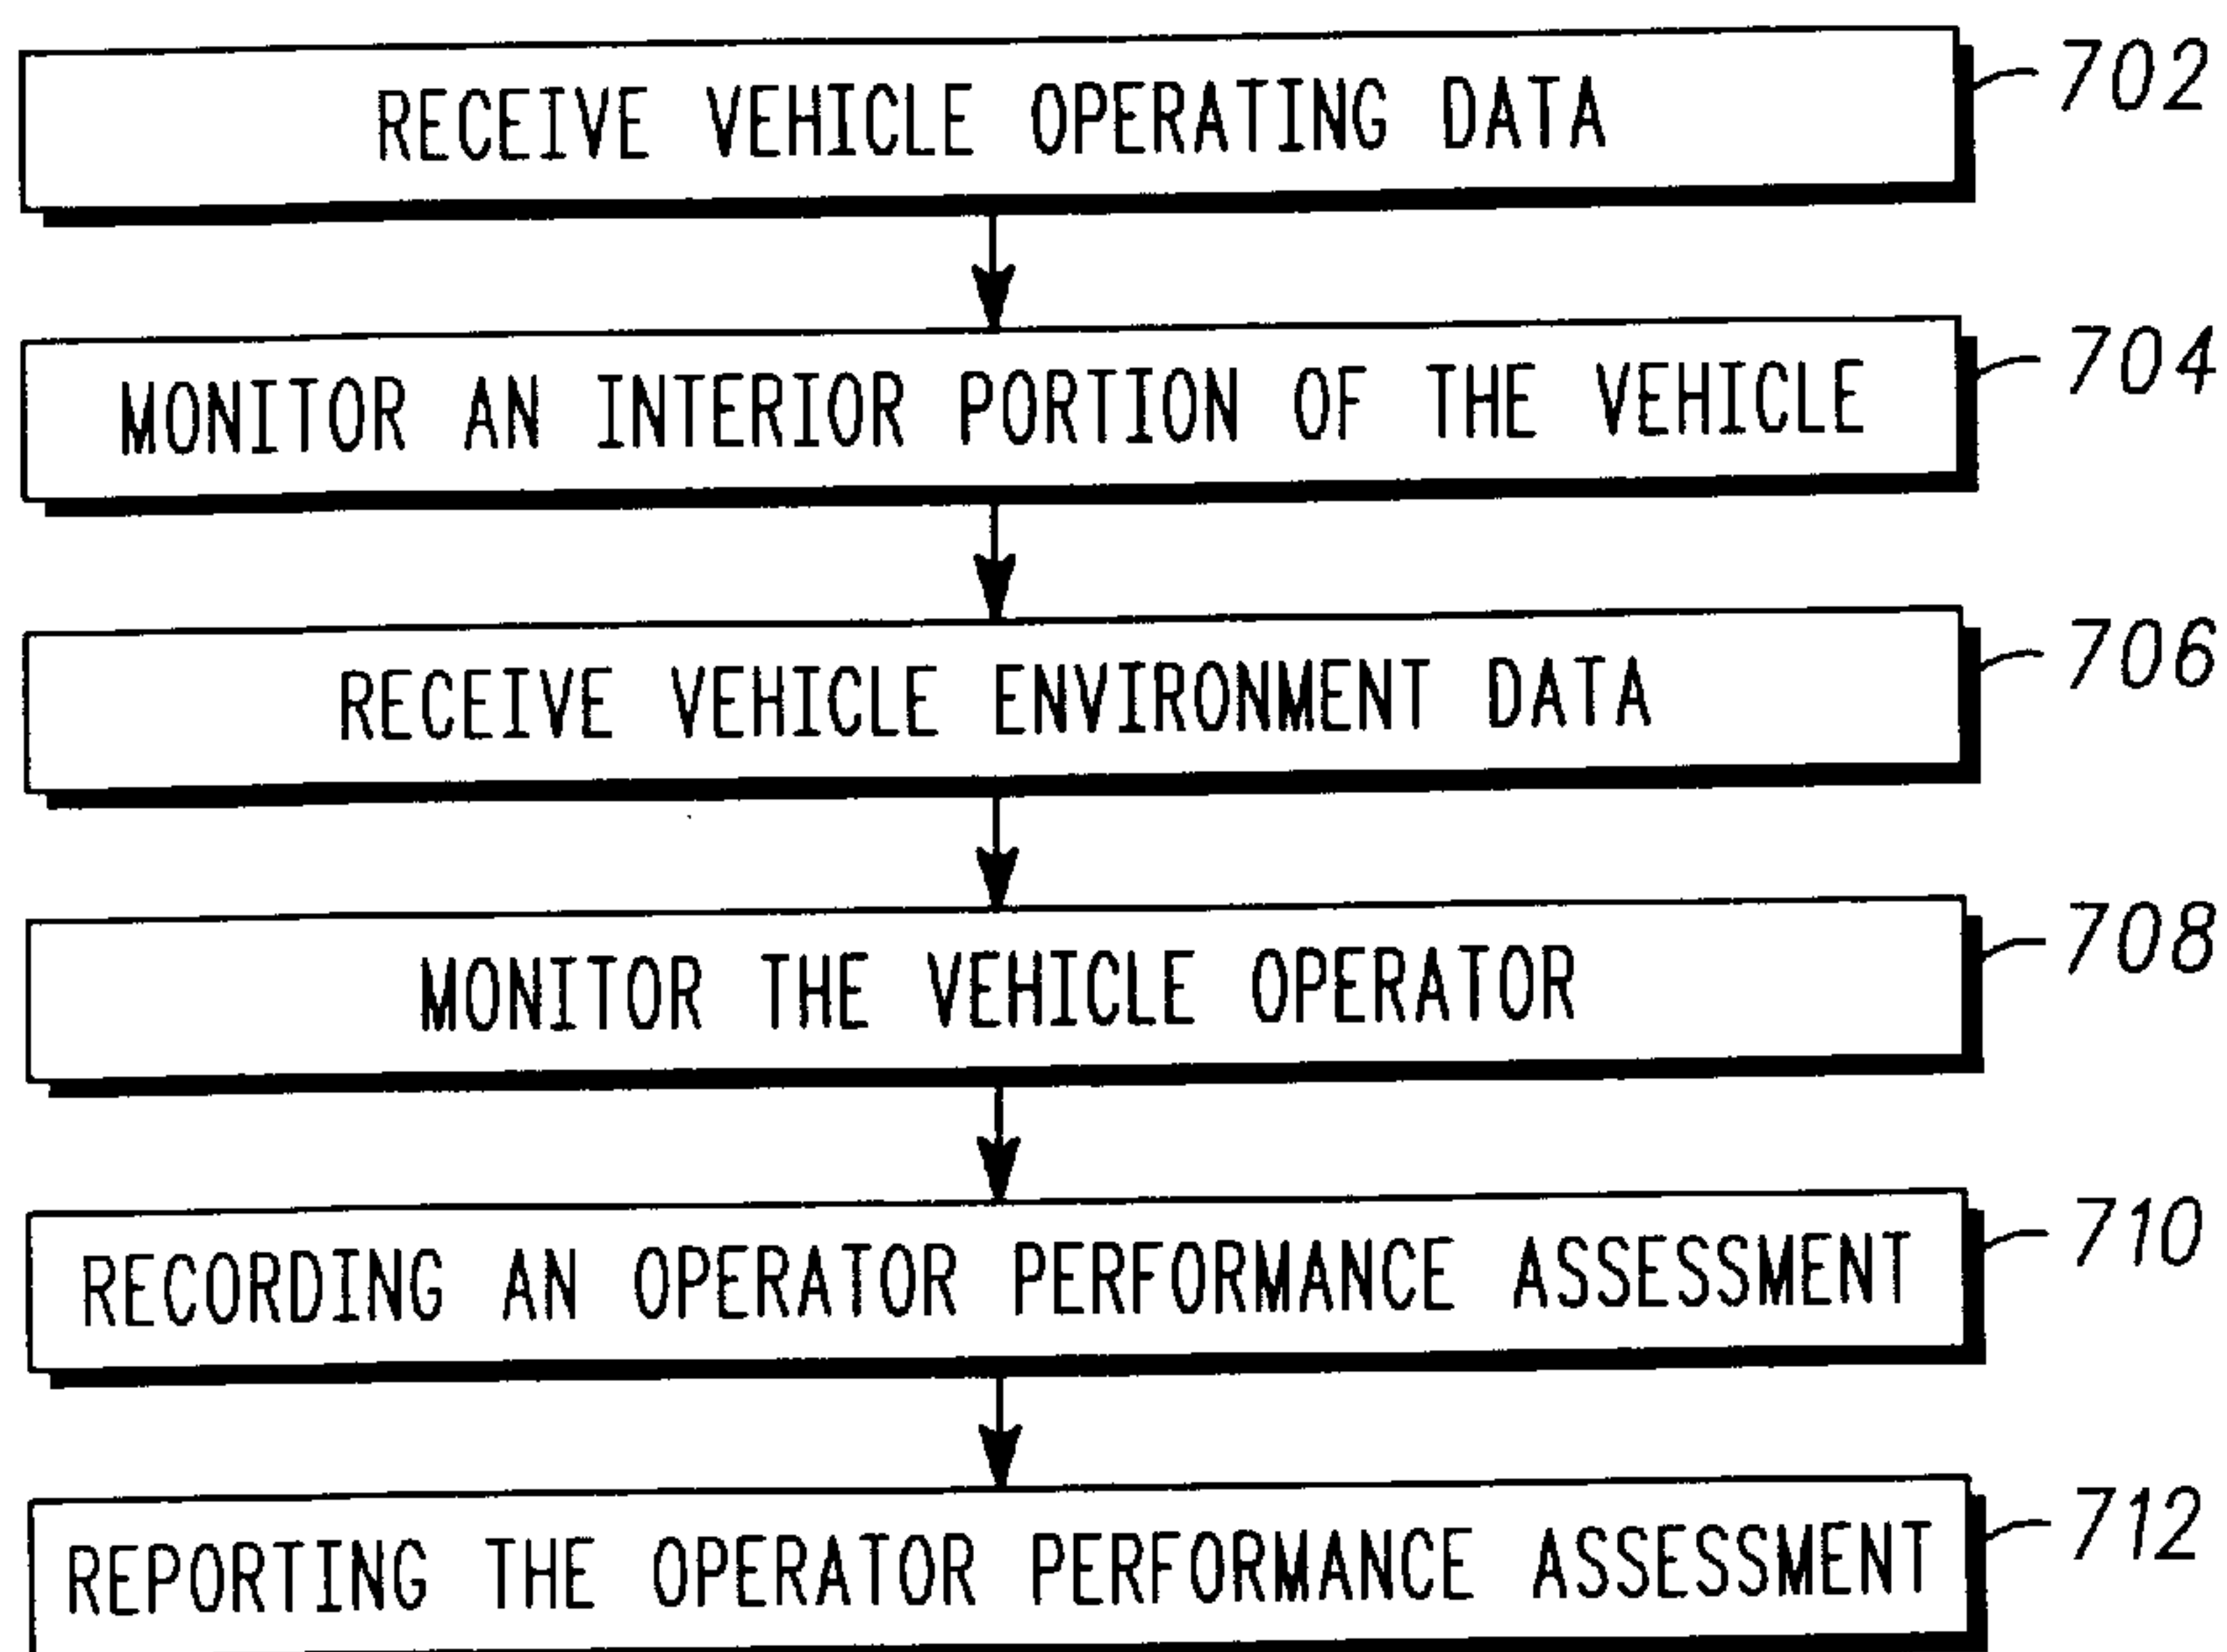 RECEIVE VEHICLE OPERATING DATA 702
MONITOR AN INTERIOR PORTION OF THE VEHICLE 704
RECEIVE VEHICLE ENVIRONMENT DATA 706
MONITOR THE VEHICLE OPERATOR 708
RECORDING AN OPERATOR PERFORMANCE ASSESSMENT 710
REPORTING THE OPERATOR PERFORMANCE ASSESSMENT 712